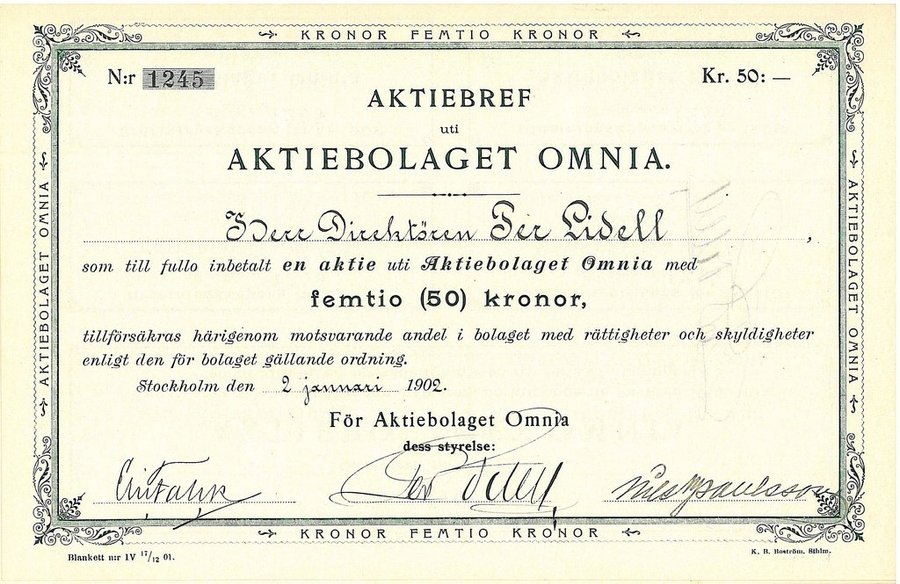 KRONOR FEMTIO KRONOR
N:r 1245
Kr. 50: —
AKTIEBREF
uti
AKTIEBOLAGET OMNIA.
Herr Direktören Per Lidell,
som till fullo inbetalt en aktie uti Aktiebolaget Omnia med
femtio (50) kronor,
tillförsäkras härigenom motsvarande andel i bolaget med rättigheter och skyldigheter
enligt den för bolaget gällande ordning.
Stockholm den 2 januari 1902.
För Aktiebolaget Omnia
dess styrelse:
Per Lidell
KRONOR FEMTIO KRONOR
AKTIEBOLAGET OMNIA
AKTIEBOLAGET OMNIA
Blankett n:r IV 17/12 01.
K. B. Boström, Sthlm.